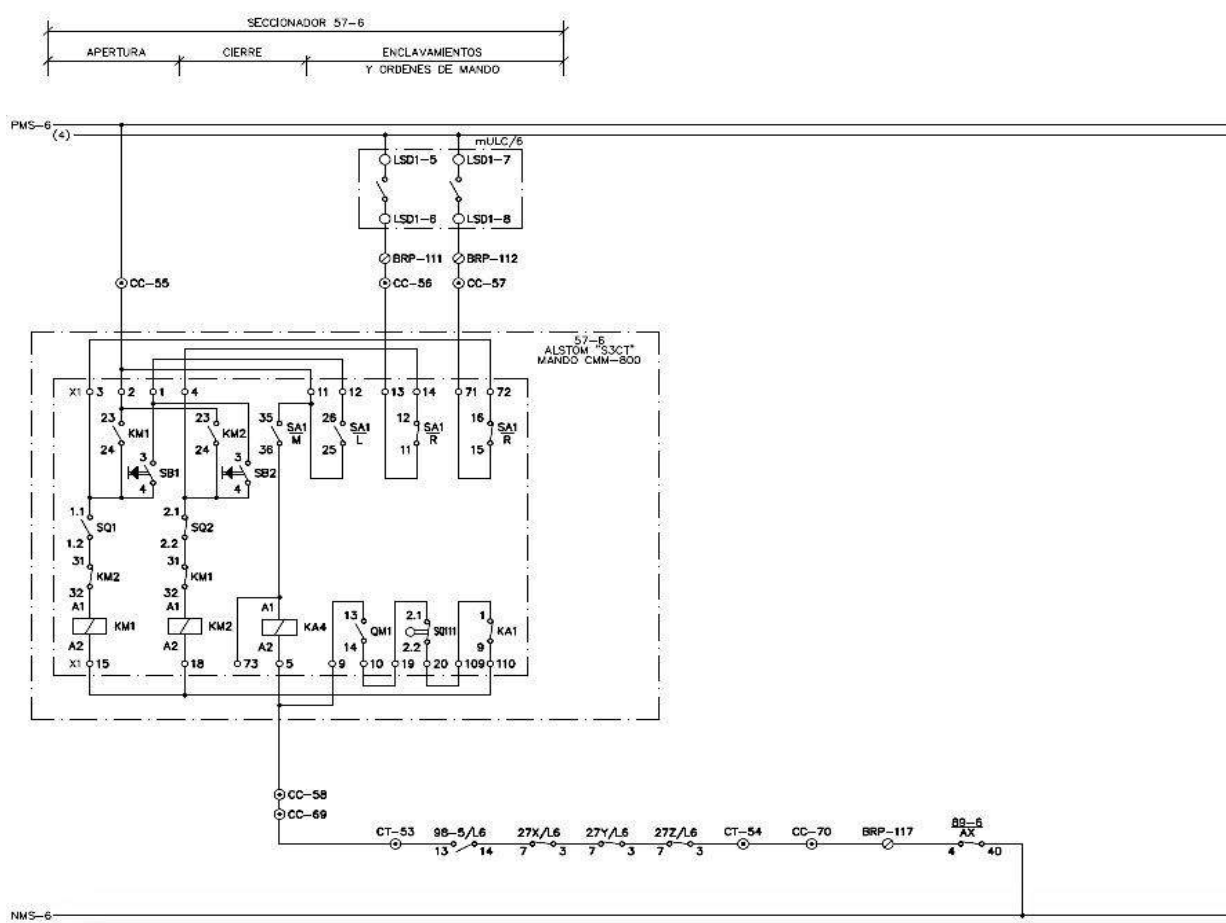 SECCIONADOR 57-6
APERTURA
CIERRE
ENCLAVAMIENTOS
Y ORDENES DE MANDO
PMS-6
(4)
mULC/6
LSD1-5
LSD1-7
LSD1-6
LSD1-8
BRP-111
BRP-112
CC-55
CC-56
CC-57
57-6
ALSTOM "S3CT"
MANDO CMM-800
X1 3 2 1 4 11 12 13 14 71 72
23 23 35 26 12 16
KM1 KM2 SA1 SA1 SA1 SA1
M L R R
24 24 36 25 11 15
3 3
SB1 SB2
4 4
1.1 2.1
SQ1 SQ2
1.2 2.2
31 31
KM2 KM1
32 32
A1 A1 A1 13 2.1 1
KM1 KM2 KA4 QM1 SQ111 KA1
A2 A2 A2 14 2.2 9
X1 15 18 73 5 9 10 19 20 109 110
CC-58
CC-69
CT-53 98-5/L6 27X/L6 27Y/L6 27Z/L6 CT-54 CC-70 BRP-117 89-6
AX
13 14 7 3 7 3 7 3 4 40
NMS-6